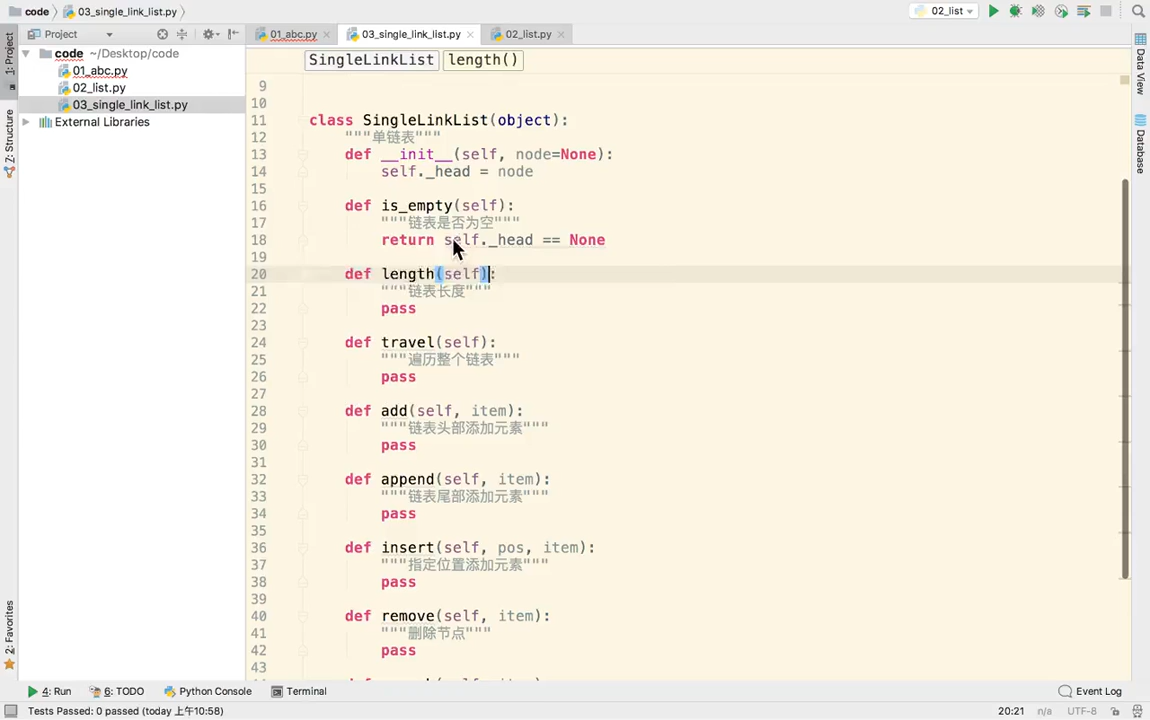 code 03_single_link_list.py 02_list
Project 01_abc.py 03_single_link_list.py 02_list.py
1: Project
Z: Structure
2: Favorites
code ~/Desktop/code
01_abc.py
02_list.py
03_single_link_list.py
External Libraries
SingleLinkList length()
9
10
11 class SingleLinkList(object):
12 """单链表"""
13 def __init__(self, node=None):
14 self._head = node
15
16 def is_empty(self):
17 """链表是否为空"""
18 return self._head == None
19
20 def length(self):
21 """链表长度"""
22 pass
23
24 def travel(self):
25 """遍历整个链表"""
26 pass
27
28 def add(self, item):
29 """链表头部添加元素"""
30 pass
31
32 def append(self, item):
33 """链表尾部添加元素"""
34 pass
35
36 def insert(self, pos, item):
37 """指定位置添加元素"""
38 pass
39
40 def remove(self, item):
41 """删除节点"""
42 pass
43
Data View
Database
4: Run 6: TODO Python Console Terminal Event Log
Tests Passed: 0 passed (today 上午10:58) 20:21 n/a UTF-8